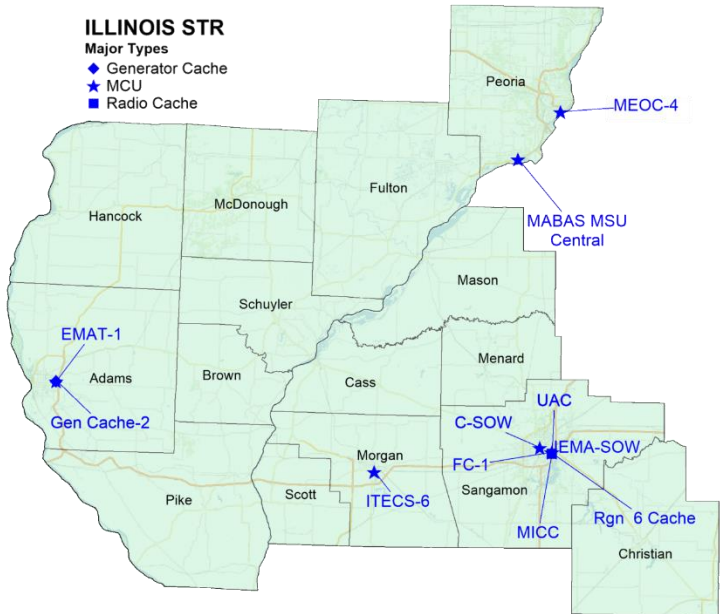 ILLINOIS STR
Major Types
Generator Cache
MCU
Radio Cache
Peoria
MEOC-4
Fulton
McDonough
Hancock
MABAS MSU
Central
Mason
Schuyler
EMAT-1
Menard
Adams
Brown
Cass
UAC
Gen Cache-2
C-SOW
IEMA-SOW
Morgan
FC-1
Pike
Scott
ITECS-6
Sangamon
Rgn 6 Cache
MICC
Christian